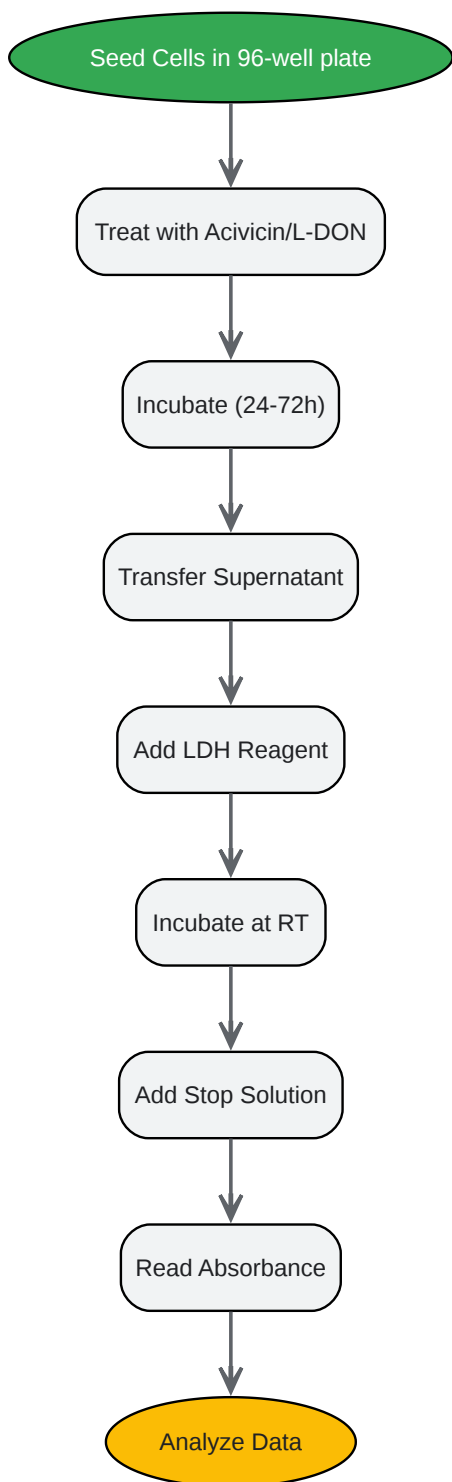 Seed Cells in 96-well plate
Treat with Acivicin/L-DON
Incubate (24-72h)
Transfer Supernatant
Add LDH Reagent
Incubate at RT
Add Stop Solution
Read Absorbance
Analyze Data